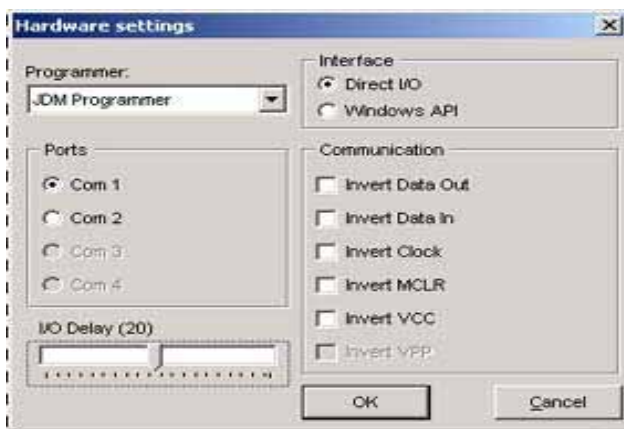 Hardware settings
Programmer:
JDM Programmer
Interface
Direct I/O
Windows API
Ports
Com 1
Com 2
Com 3
Com 4
I/O Delay (20)
Communication
Invert Data Out
Invert Data In
Invert Clock
Invert MCLR
Invert VCC
Invert VPP
OK
Cancel